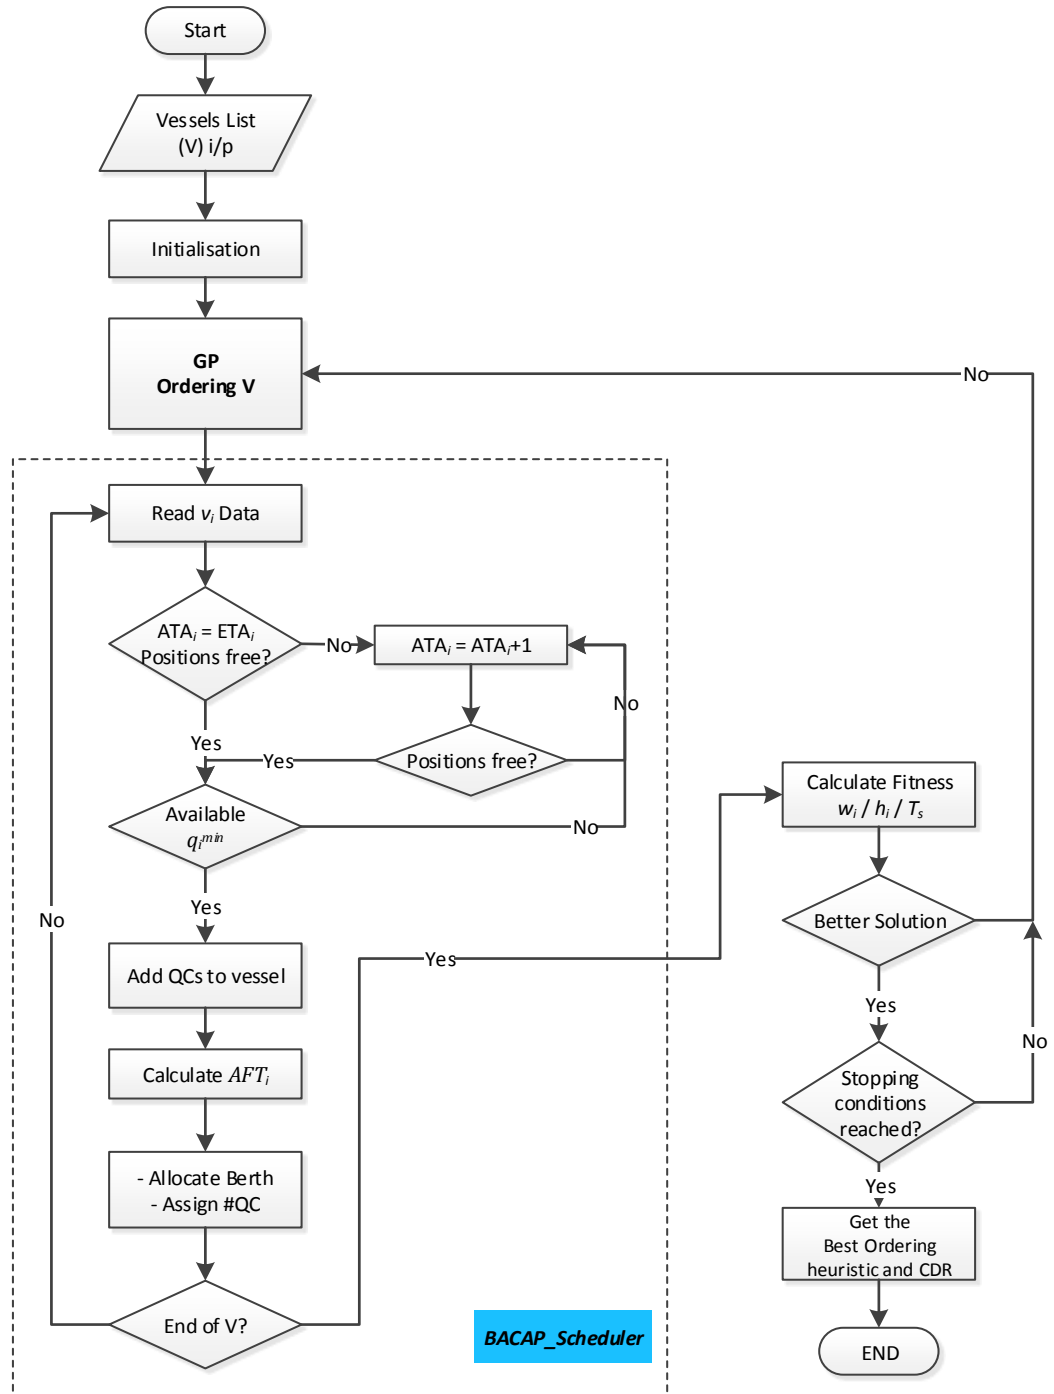 Start
Vessels List
(V) i/p
Initialisation
GP
Ordering V
No
Read vᵢ Data
ATAᵢ = ETAᵢ
Positions free?
No
ATAᵢ = ATAᵢ+1
No
Yes
Yes
Positions free?
Available
qᵢᵐⁱⁿ
No
Yes
No
Add QCs to vessel
Yes
Calculate AFTᵢ
- Allocate Berth
- Assign #QC
End of V?
BACAP_Scheduler
Calculate Fitness
wᵢ / hᵢ / Tₛ
Better Solution
Yes
No
Stopping
conditions
reached?
Yes
Get the
Best Ordering
heuristic and CDR
END